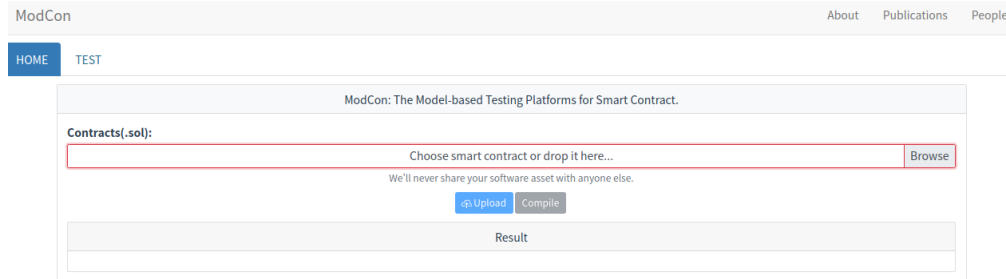 ModCon About Publications People
HOME TEST
ModCon: The Model-based Testing Platforms for Smart Contract.
Contracts(.sol):
Choose smart contract or drop it here... Browse
We'll never share your software asset with anyone else.
Upload Compile
Result